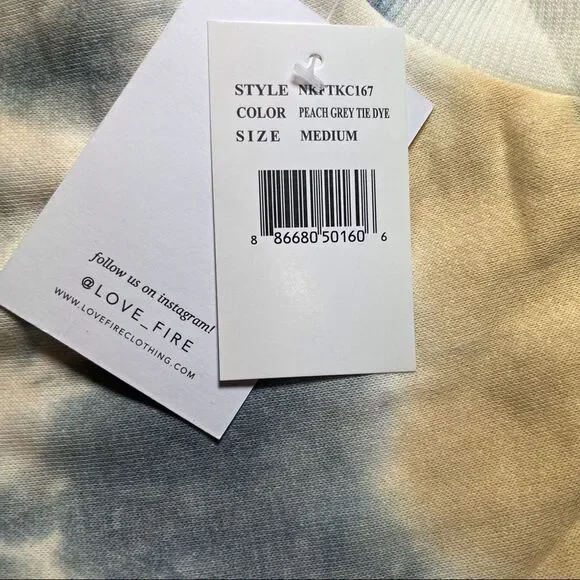 STYLE NKFTKC167
COLOR PEACH GREY TIE DYE
SIZE MEDIUM
8 86680 50160 6
follow us on instagram!
@LOVE_FIRE
WWW.LOVEFIRECLOTHING.COM